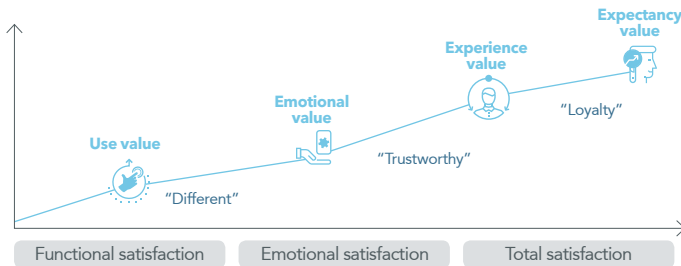 Expectancy
value
Experience
value
Emotional
value
Use value
“Loyalty”
“Trustworthy”
“Different”
Functional satisfaction
Emotional satisfaction
Total satisfaction